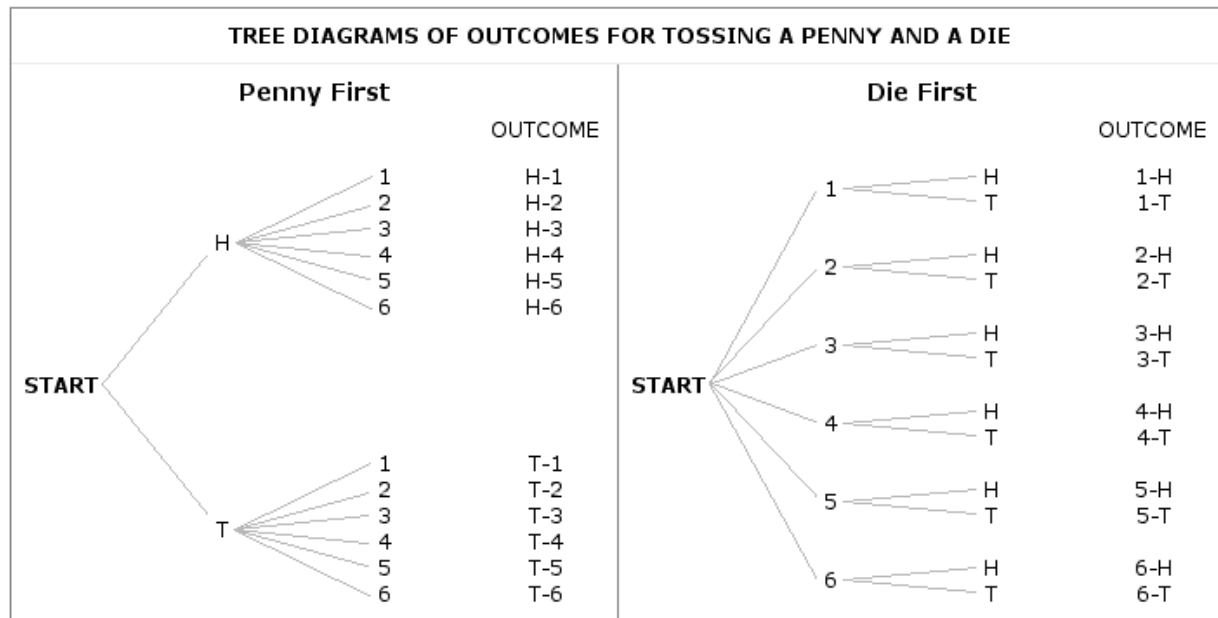 TREE DIAGRAMS OF OUTCOMES FOR TOSSING A PENNY AND A DIE
Penny First
OUTCOME
START
H
1 H-1
2 H-2
3 H-3
4 H-4
5 H-5
6 H-6
T
1 T-1
2 T-2
3 T-3
4 T-4
5 T-5
6 T-6
Die First
OUTCOME
START
1
H 1-H
T 1-T
2
H 2-H
T 2-T
3
H 3-H
T 3-T
4
H 4-H
T 4-T
5
H 5-H
T 5-T
6
H 6-H
T 6-T